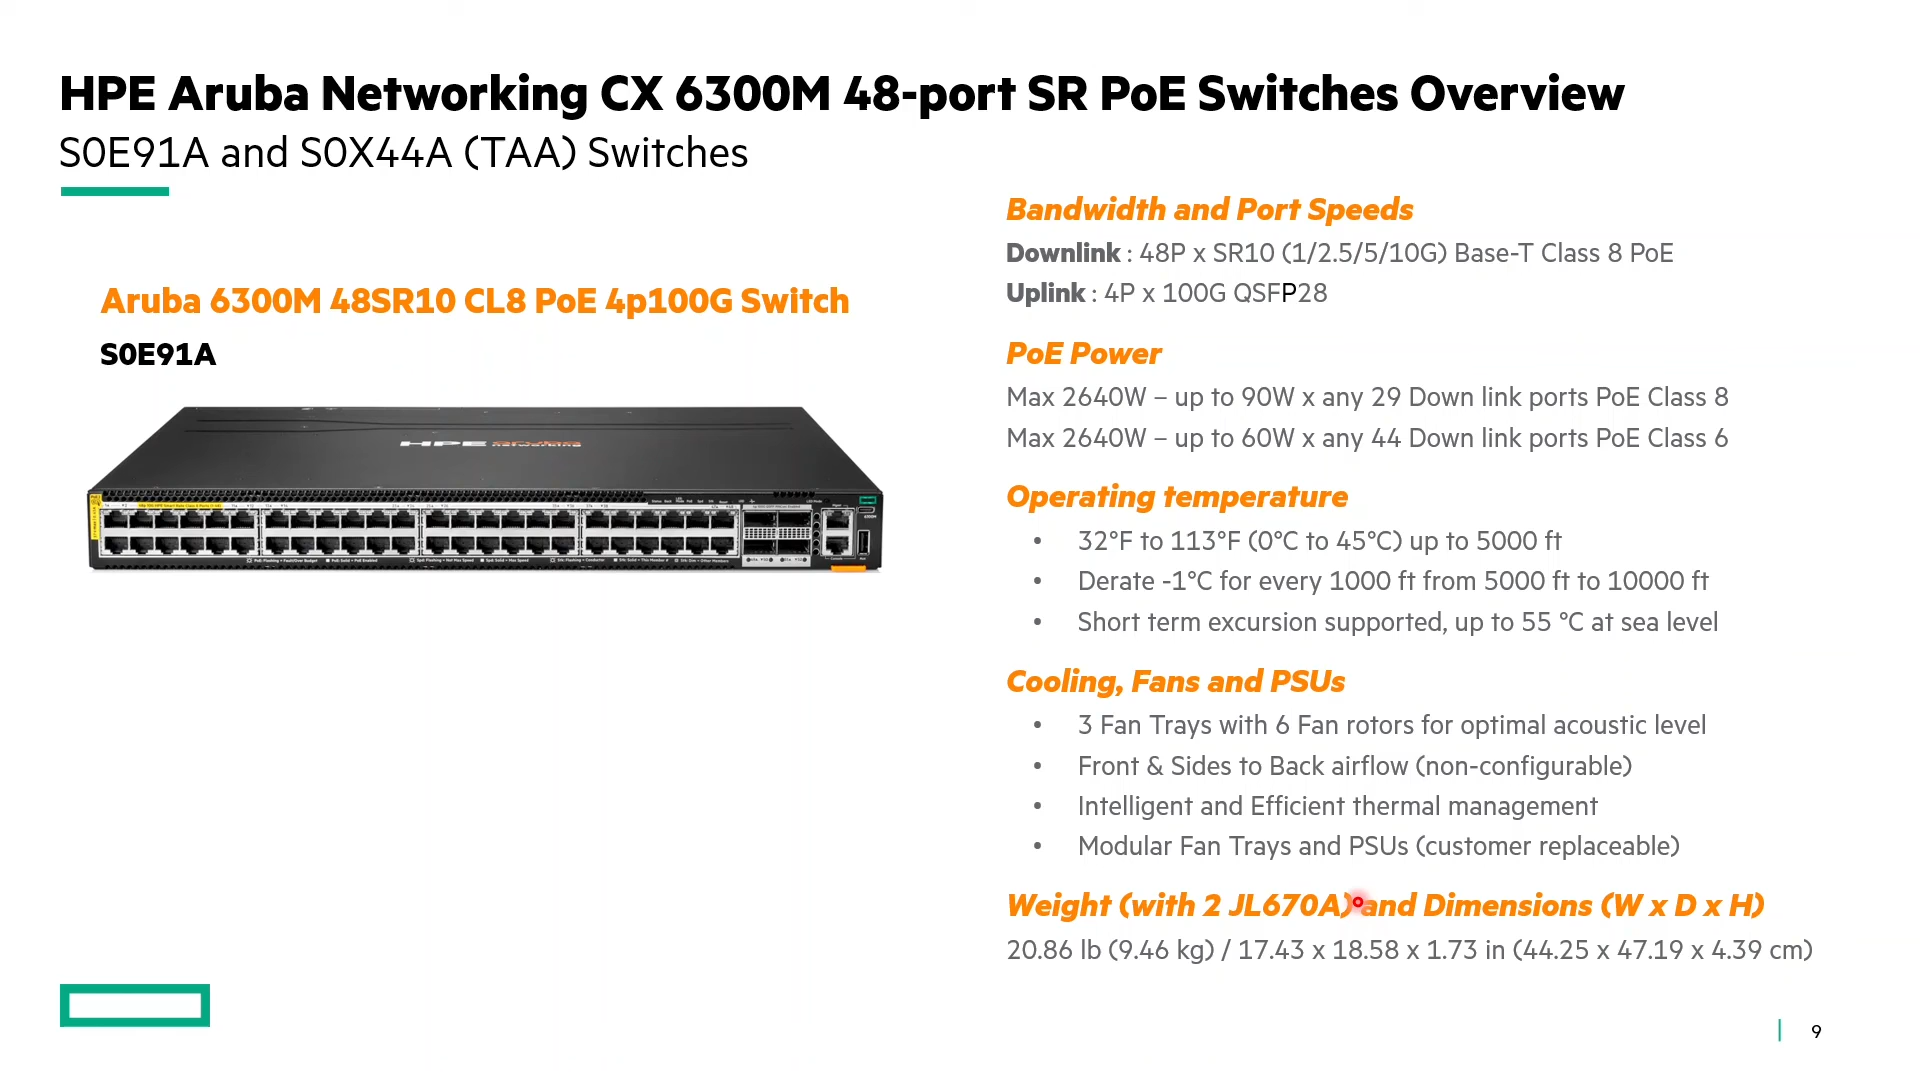 HPE Aruba Networking CX 6300M 48-port SR PoE Switches Overview
S0E91A and S0X44A (TAA) Switches
Aruba 6300M 48SR10 CL8 PoE 4p100G Switch
S0E91A
HPE aruba
networking
Bandwidth and Port Speeds
Downlink : 48P x SR10 (1/2.5/5/10G) Base-T Class 8 PoE
Uplink : 4P x 100G QSFP28
PoE Power
Max 2640W – up to 90W x any 29 Down link ports PoE Class 8
Max 2640W – up to 60W x any 44 Down link ports PoE Class 6
Operating temperature
• 32°F to 113°F (0°C to 45°C) up to 5000 ft
• Derate -1°C for every 1000 ft from 5000 ft to 10000 ft
• Short term excursion supported, up to 55 °C at sea level
Cooling, Fans and PSUs
• 3 Fan Trays with 6 Fan rotors for optimal acoustic level
• Front & Sides to Back airflow (non-configurable)
• Intelligent and Efficient thermal management
• Modular Fan Trays and PSUs (customer replaceable)
Weight (with 2 JL670A) and Dimensions (W x D x H)
20.86 lb (9.46 kg) / 17.43 x 18.58 x 1.73 in (44.25 x 47.19 x 4.39 cm)
9